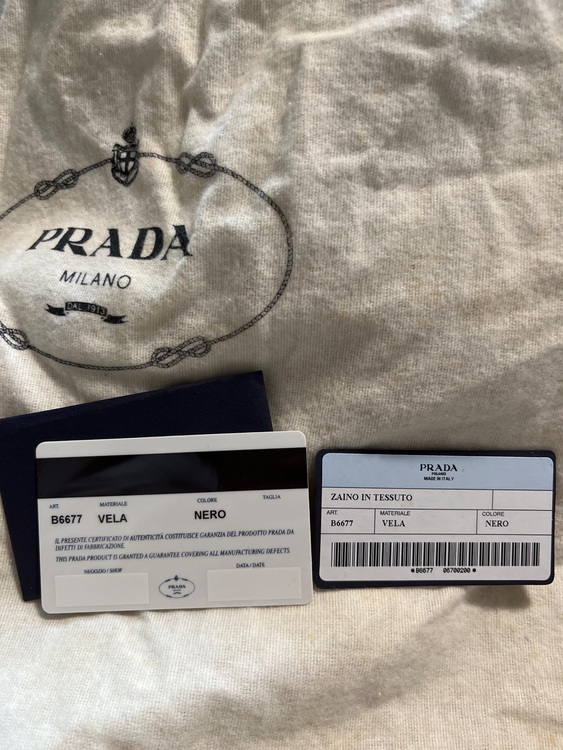 PRADA
MILANO
DAL 1913
ART. MATERIALE COLORE TAGLIA
B6677 VELA NERO
IL PRESENTE CERTIFICATO DI AUTENTICITÀ COSTITUISCE GARANZIA DEL PRODOTTO PRADA DA
DIFETTI DI FABBRICAZIONE.
THIS PRADA PRODUCT IS GRANTED A GUARANTEE COVERING ALL MANUFACTURING DEFECTS
NEGOZIO / SHOP DATA / DATE
PRADA
PRADA
MILANO
MADE IN ITALY
ZAINO IN TESSUTO
ART. MATERIALE COLORE
B6677 VELA NERO
*B6677 06700200*